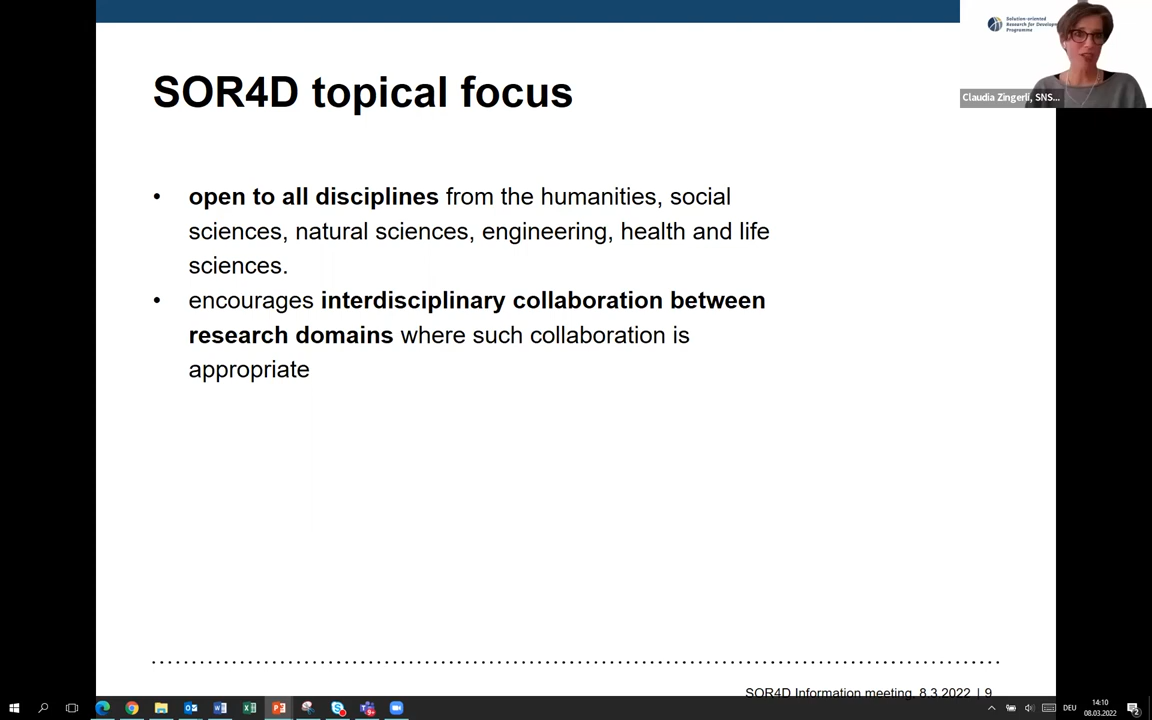 Solution-oriented
Research for Develop
Programme
Claudia Zingerli, SNS...
SOR4D topical focus
• open to all disciplines from the humanities, social
sciences, natural sciences, engineering, health and life
sciences.
• encourages interdisciplinary collaboration between
research domains where such collaboration is
appropriate
SOR4D Information meeting, 8.3.2022 | 9
DEU
14:10
08.03.2022
2